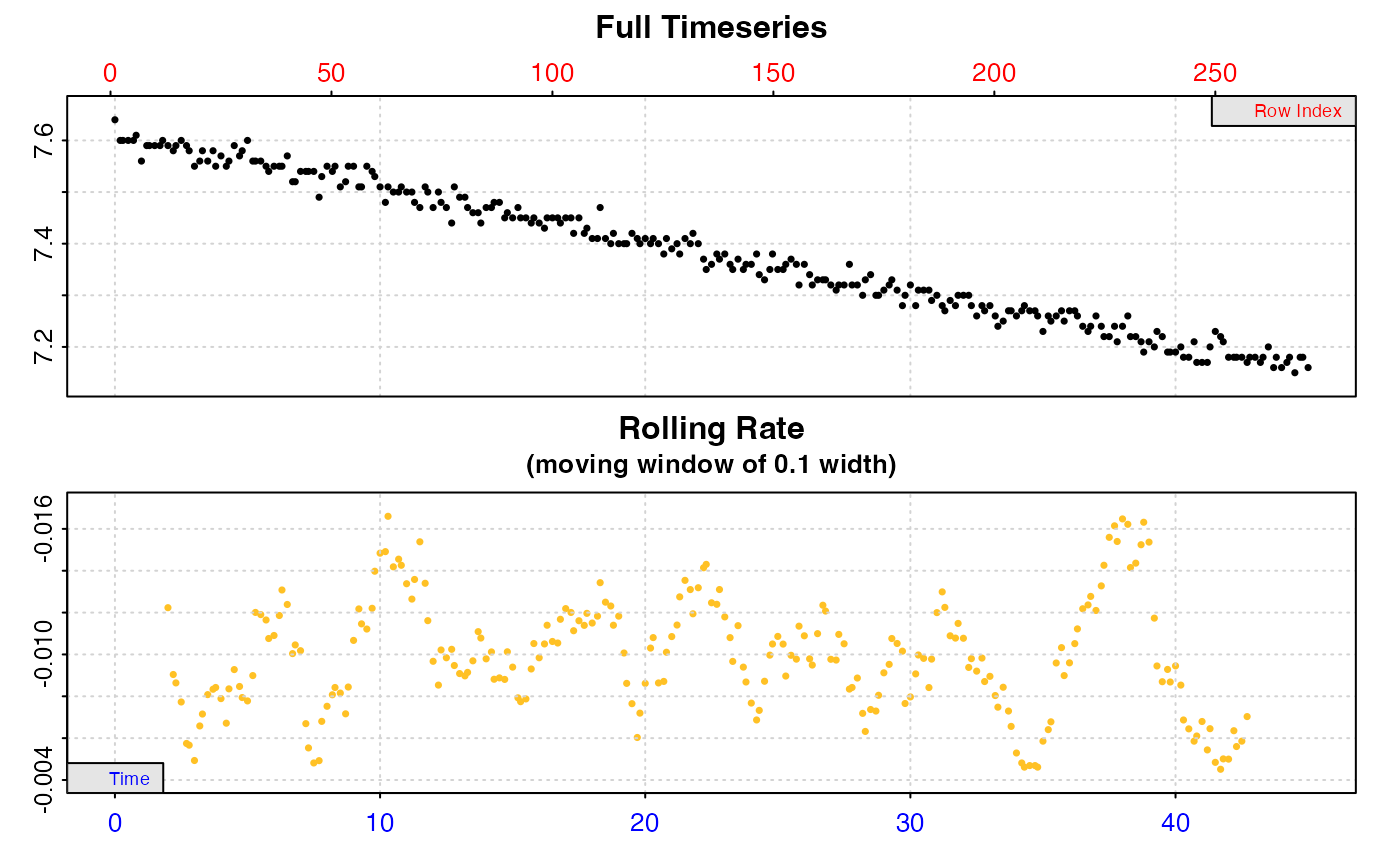 Full Timeseries
0 50 100 150 200 250
Row Index
7.6
7.4
7.2
Rolling Rate
(moving window of 0.1 width)
-0.016
-0.010
-0.004
Time
0 10 20 30 40